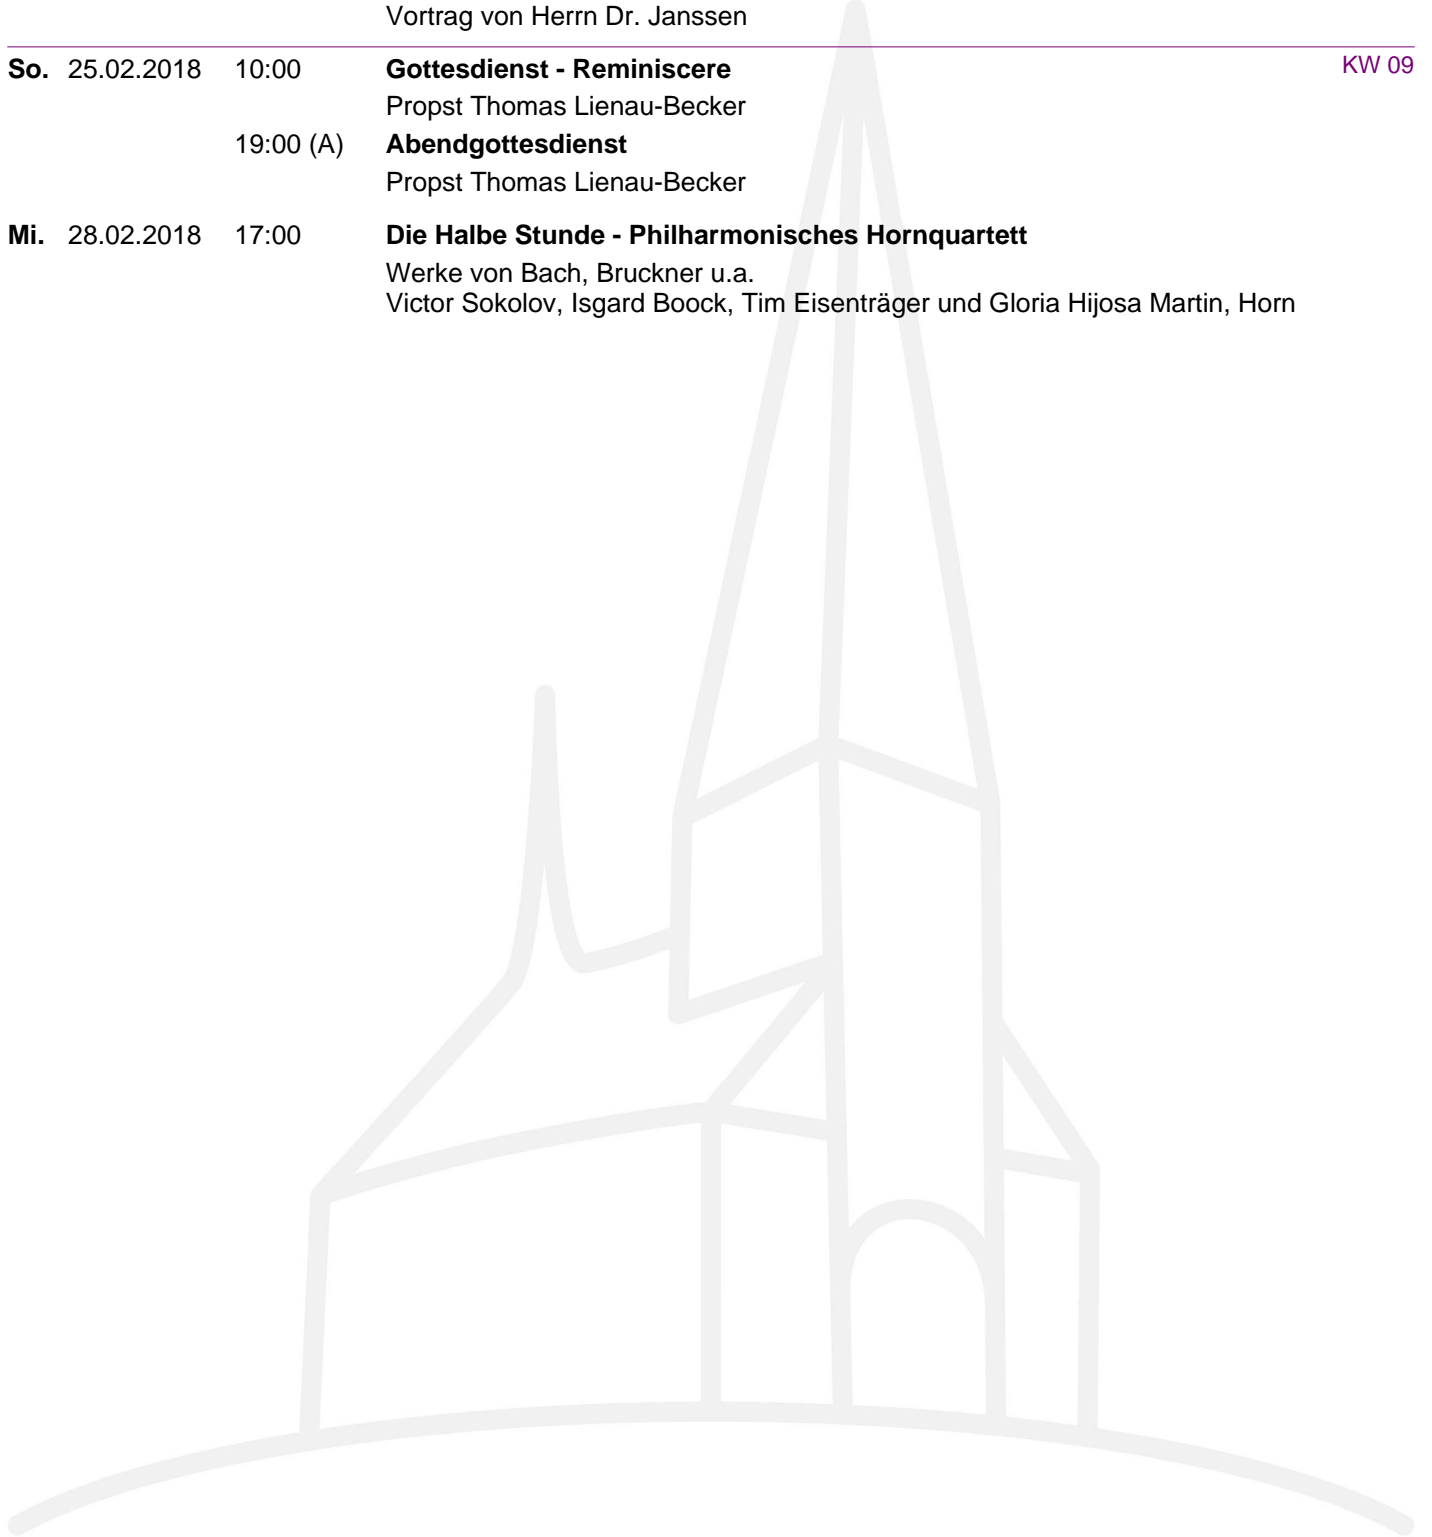 Vortrag von Herrn Dr. Janssen
So. 25.02.2018 10:00 Gottesdienst - Reminiscere KW 09
Propst Thomas Lienau-Becker
19:00 (A) Abendgottesdienst
Propst Thomas Lienau-Becker
Mi. 28.02.2018 17:00 Die Halbe Stunde - Philharmonisches Hornquartett
Werke von Bach, Bruckner u.a.
Victor Sokolov, Isgard Boock, Tim Eisenträger und Gloria Hijosa Martin, Horn